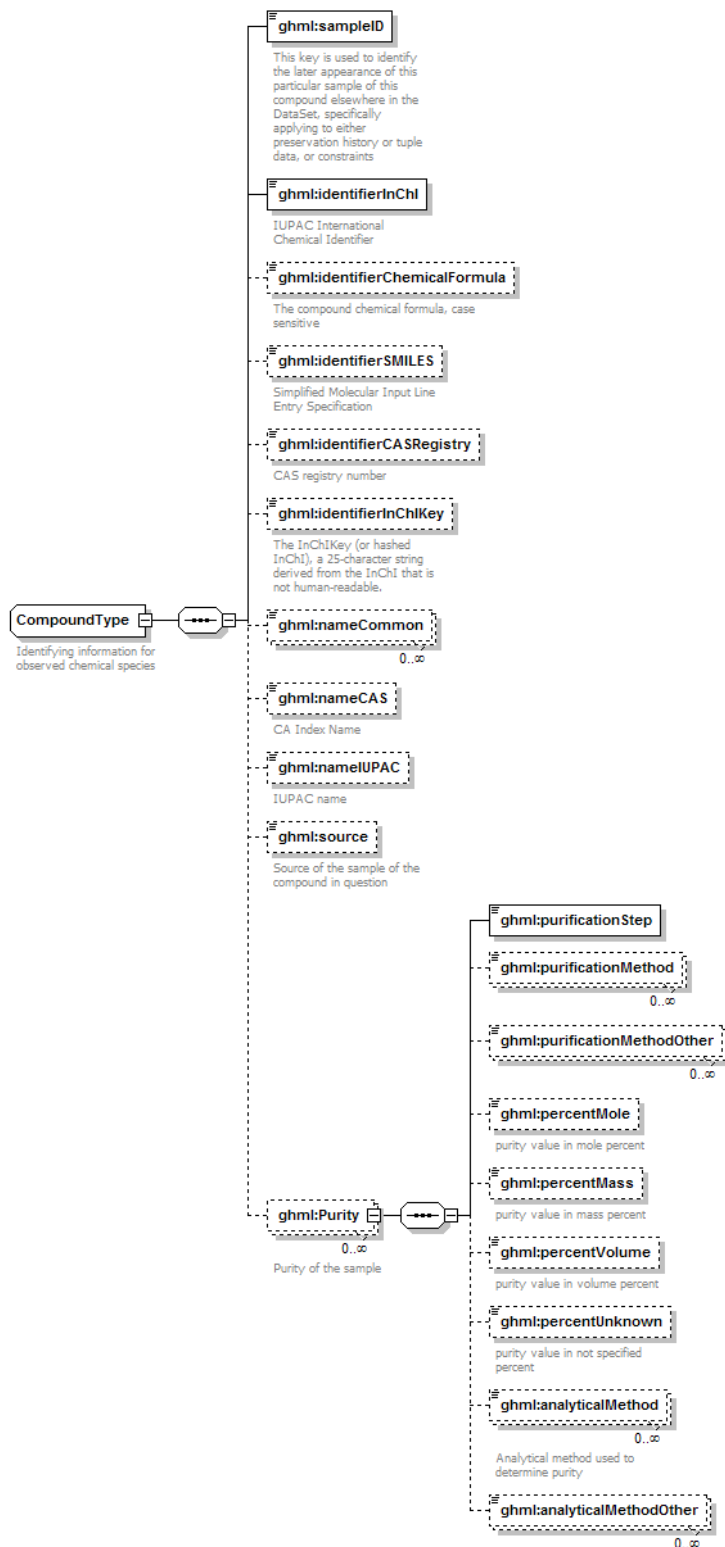 ghml:sampleID
This key is used to identify
the later appearance of this
particular sample of this
compound elsewhere in the
DataSet, specifically
applying to either
preservation history or tuple
data, or constraints
ghml:identifierInChI
IUPAC International
Chemical Identifier
ghml:identifierChemicalFormula
The compound chemical formula, case
sensitive
ghml:identifierSMILES
Simplified Molecular Input Line
Entry Specification
ghml:identifierCASRegistry
CAS registry number
ghml:identifierInChIKey
The InChIKey (or hashed
InChI), a 25-character string
derived from the InChI that is
not human-readable.
CompoundType
Identifying information for
observed chemical species
ghml:nameCommon
0..∞
ghml:nameCAS
CA Index Name
ghml:nameIUPAC
IUPAC name
ghml:source
Source of the sample of the
compound in question
ghml:Purity
0..∞
Purity of the sample
ghml:purificationStep
ghml:purificationMethod
0..∞
ghml:purificationMethodOther
0..∞
ghml:percentMole
purity value in mole percent
ghml:percentMass
purity value in mass percent
ghml:percentVolume
purity value in volume percent
ghml:percentUnknown
purity value in not specified
percent
ghml:analyticalMethod
0..∞
Analytical method used to
determine purity
ghml:analyticalMethodOther
0..∞